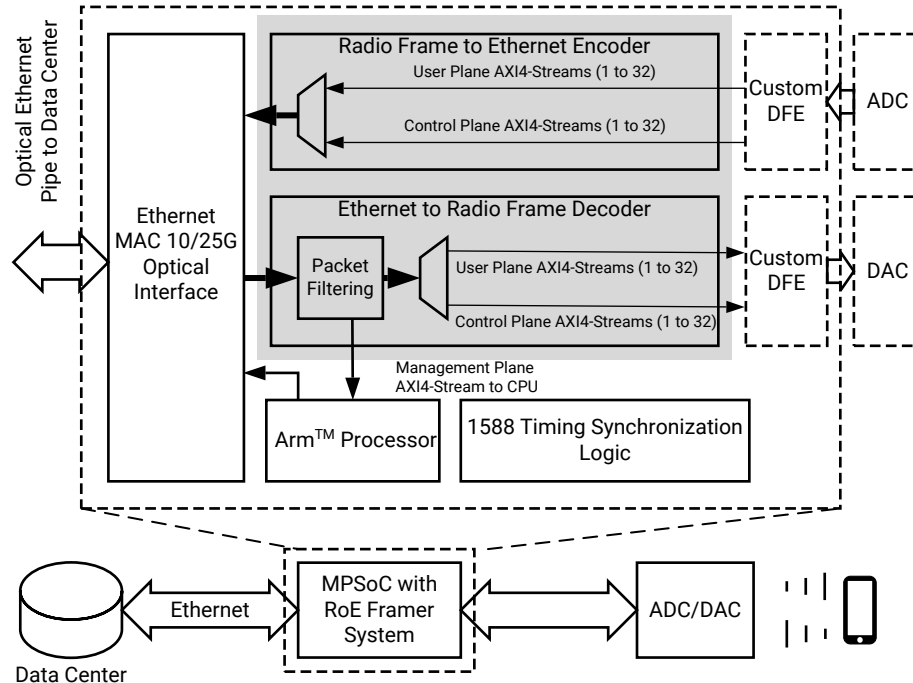 Optical Ethernet
Pipe to Data Center
Radio Frame to Ethernet Encoder
User Plane AXI4-Streams (1 to 32)
Control Plane AXI4-Streams (1 to 32)
Custom
DFE
ADC
Ethernet
MAC 10/25G
Optical
Interface
Ethernet to Radio Frame Decoder
Packet
Filtering
User Plane AXI4-Streams (1 to 32)
Control Plane AXI4-Streams (1 to 32)
Custom
DFE
DAC
Management Plane
AXI4-Stream to CPU
Arm™ Processor
1588 Timing Synchronization
Logic
Data Center
Ethernet
MPSoC with
RoE Framer
System
ADC/DAC